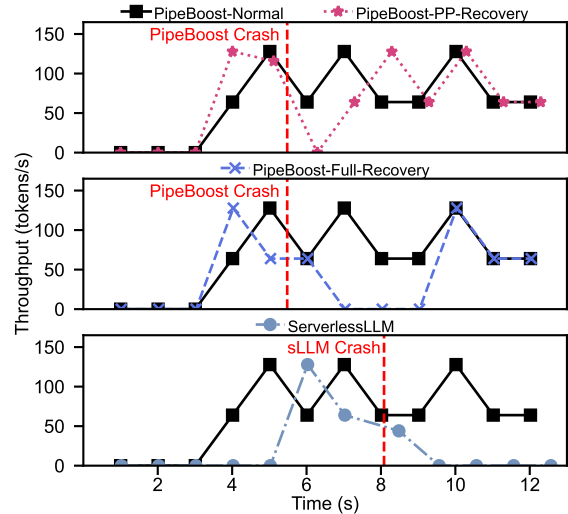 PipeBoost-Normal PipeBoost-PP-Recovery
PipeBoost Crash
150
100
50
0
PipeBoost-Full-Recovery
PipeBoost Crash
150
100
50
0
ServerlessLLM
sLLM Crash
150
100
50
0
2 4 6 8 10 12
Time (s)
Throughput (tokens/s)